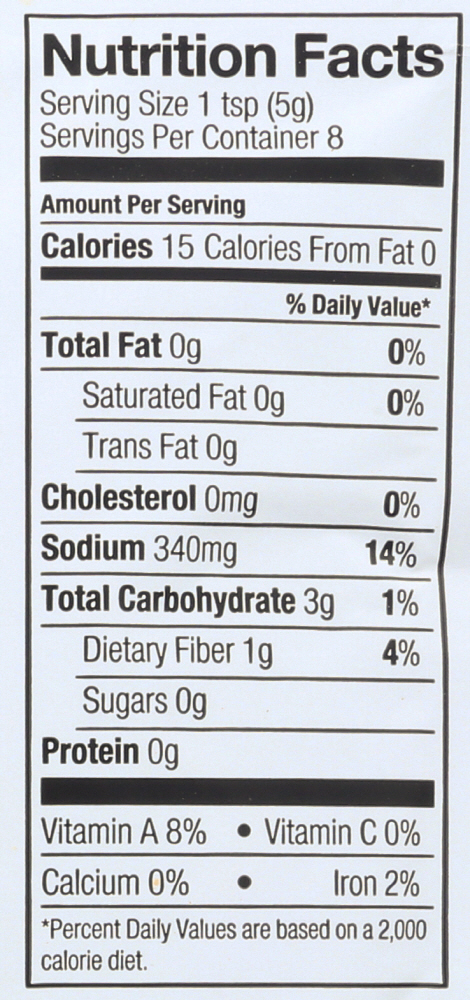 Nutrition Facts
Serving Size 1 tsp (5g)
Servings Per Container 8
Amount Per Serving
Calories 15 Calories From Fat 0
% Daily Value*
Total Fat 0g 0%
Saturated Fat 0g 0%
Trans Fat 0g
Cholesterol 0mg 0%
Sodium 340mg 14%
Total Carbohydrate 3g 1%
Dietary Fiber 1g 4%
Sugars 0g
Protein 0g
Vitamin A 8% • Vitamin C 0%
Calcium 0% • Iron 2%
*Percent Daily Values are based on a 2,000
calorie diet.